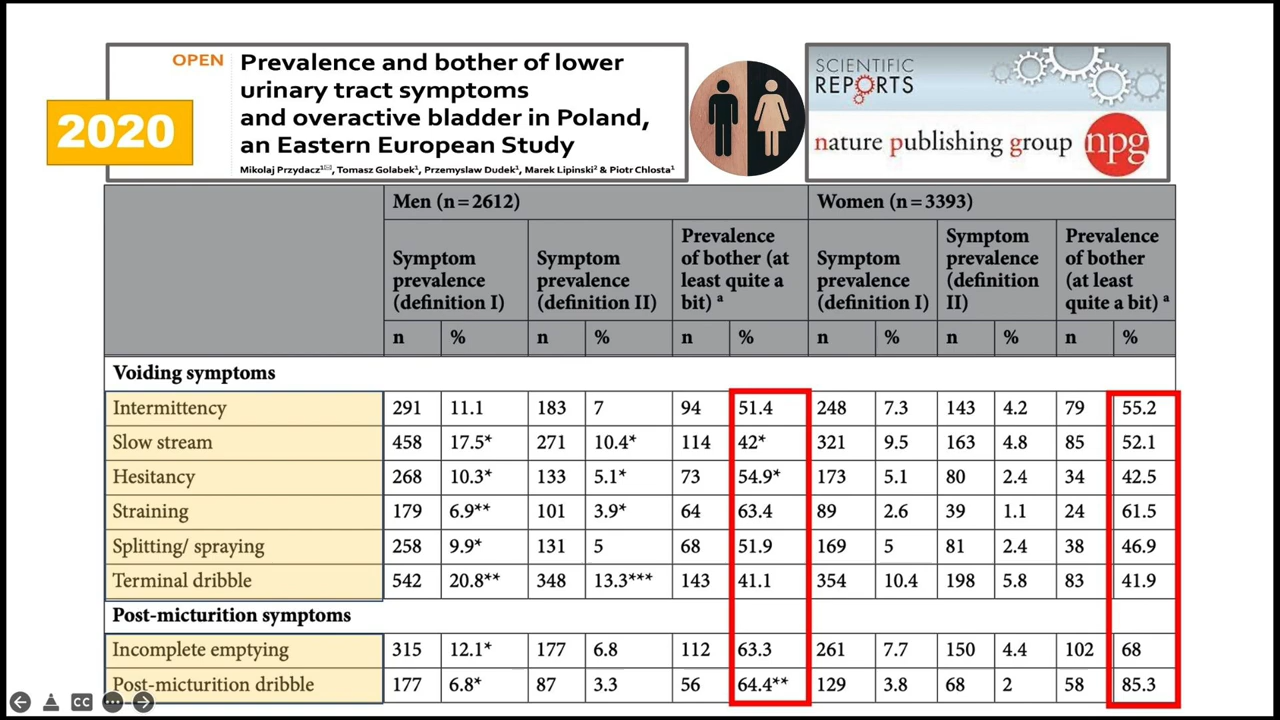 OPEN
Prevalence and bother of lower
urinary tract symptoms
and overactive bladder in Poland,
an Eastern European Study
Mikolaj Przydacz¹✉, Tomasz Golabek¹, Przemyslaw Dudek¹, Marek Lipinski² & Piotr Chlosta¹
2020
SCIENTIFIC
REPORTS
nature publishing group npg
Men (n = 2612) Women (n = 3393)
Symptom prevalence (definition I) Symptom prevalence (definition II) Prevalence of bother (at least quite a bit) ᵃ Symptom prevalence (definition I) Symptom prevalence (definition II) Prevalence of bother (at least quite a bit) ᵃ
n % n % n % n % n % n %
Voiding symptoms
Intermittency 291 11.1 183 7 94 51.4 248 7.3 143 4.2 79 55.2
Slow stream 458 17.5* 271 10.4* 114 42* 321 9.5 163 4.8 85 52.1
Hesitancy 268 10.3* 133 5.1* 73 54.9* 173 5.1 80 2.4 34 42.5
Straining 179 6.9** 101 3.9* 64 63.4 89 2.6 39 1.1 24 61.5
Splitting/ spraying 258 9.9* 131 5 68 51.9 169 5 81 2.4 38 46.9
Terminal dribble 542 20.8** 348 13.3*** 143 41.1 354 10.4 198 5.8 83 41.9
Post-micturition symptoms
Incomplete emptying 315 12.1* 177 6.8 112 63.3 261 7.7 150 4.4 102 68
Post-micturition dribble 177 6.8* 87 3.3 56 64.4** 129 3.8 68 2 58 85.3
CC